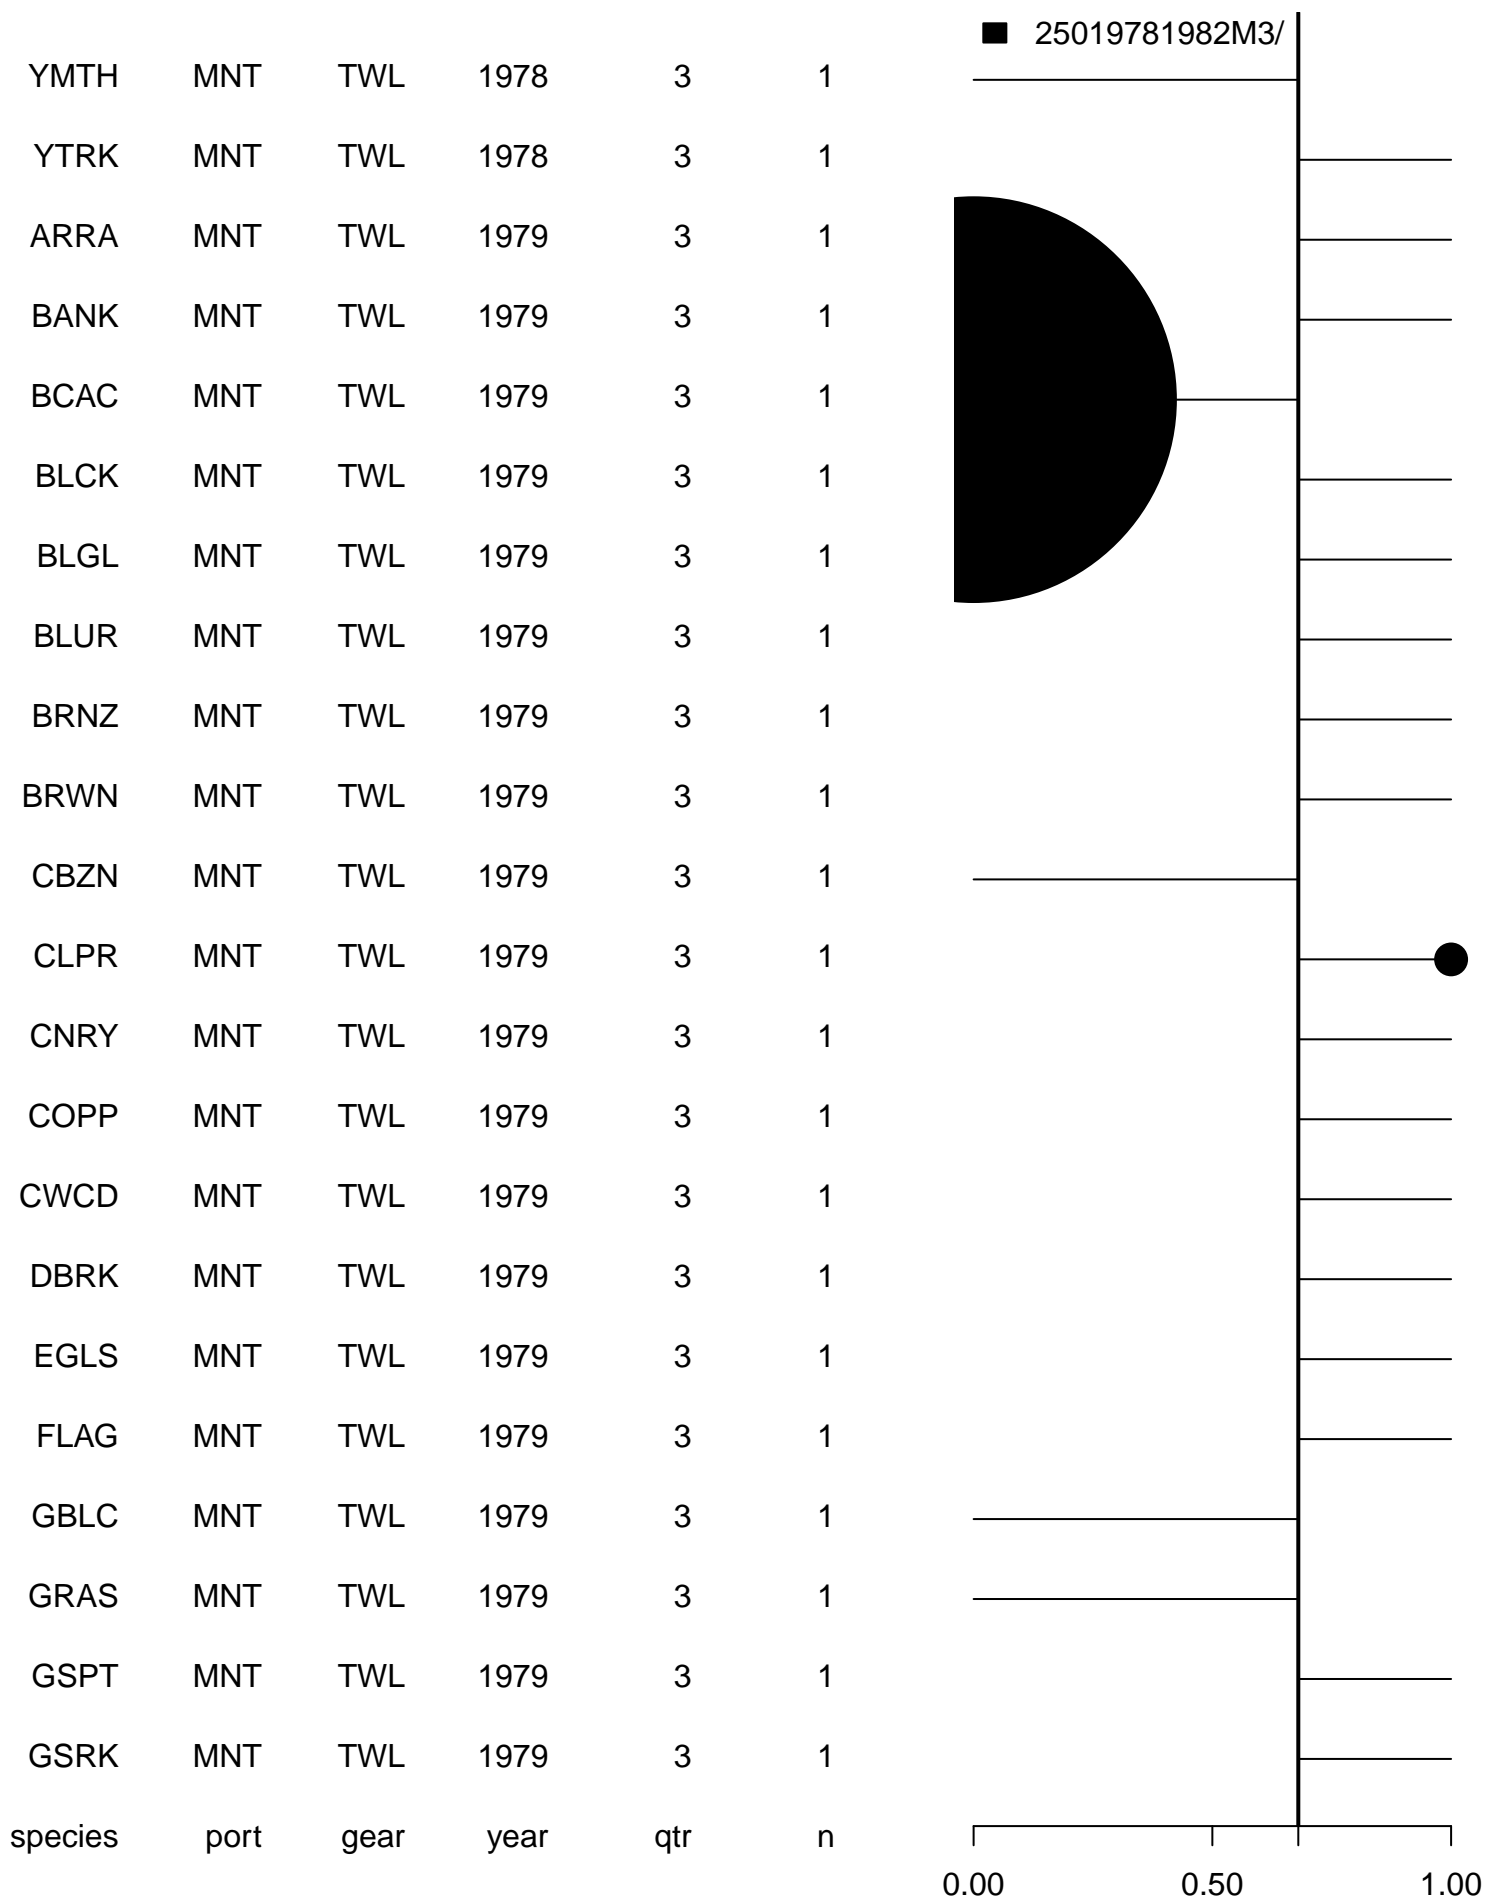 25019781982M3/
YMTH MNT TWL 1978 3 1
YTRK MNT TWL 1978 3 1
ARRA MNT TWL 1979 3 1
BANK MNT TWL 1979 3 1
BCAC MNT TWL 1979 3 1
BLCK MNT TWL 1979 3 1
BLGL MNT TWL 1979 3 1
BLUR MNT TWL 1979 3 1
BRNZ MNT TWL 1979 3 1
BRWN MNT TWL 1979 3 1
CBZN MNT TWL 1979 3 1
CLPR MNT TWL 1979 3 1
CNRY MNT TWL 1979 3 1
COPP MNT TWL 1979 3 1
CWCD MNT TWL 1979 3 1
DBRK MNT TWL 1979 3 1
EGLS MNT TWL 1979 3 1
FLAG MNT TWL 1979 3 1
GBLC MNT TWL 1979 3 1
GRAS MNT TWL 1979 3 1
GSPT MNT TWL 1979 3 1
GSRK MNT TWL 1979 3 1
species port gear year qtr n
0.00 0.50 1.00